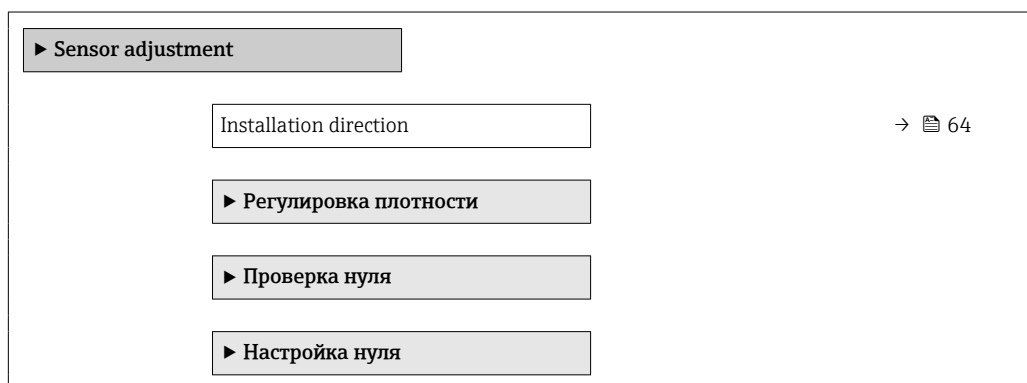 ▶ Sensor adjustment
Installation direction → 64
▶ Регулировка плотности
▶ Проверка нуля
▶ Настройка нуля